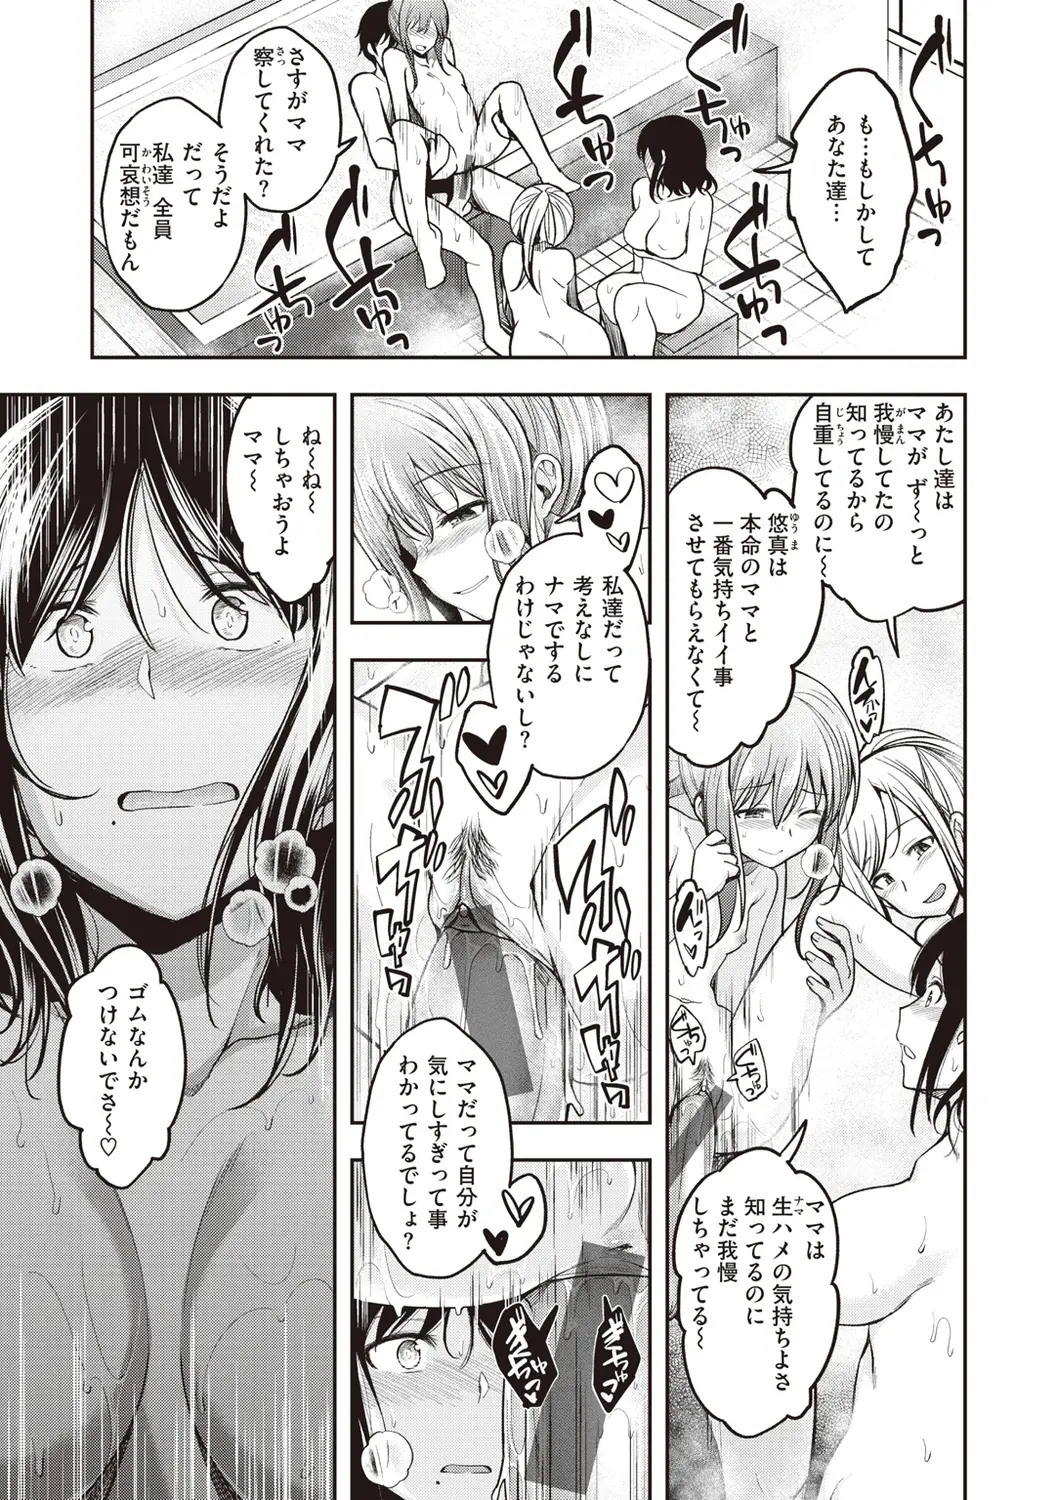 も…もしかして
あなた達…
さすがママ
察してくれた?
そうだよ
だって
私達 全員
可哀想だもん
あたし達は
ママが ず〜っと
我慢してたの
知ってるから
自重してるのに〜
悠真は
本命のママと
一番気持ちイイ事
させてもらえなくて〜
ママは
生ハメの気持ちよさ
知ってるのに
まだ我慢
しちゃってる〜
私達だって
考えなしに
ナマでする
わけじゃないし?
ママだって自分が
気にしすぎって事
わかってるでしょ?
ね〜ね〜
しちゃおうよ
ママ〜
ゴムなんか
つけないでさ〜♡